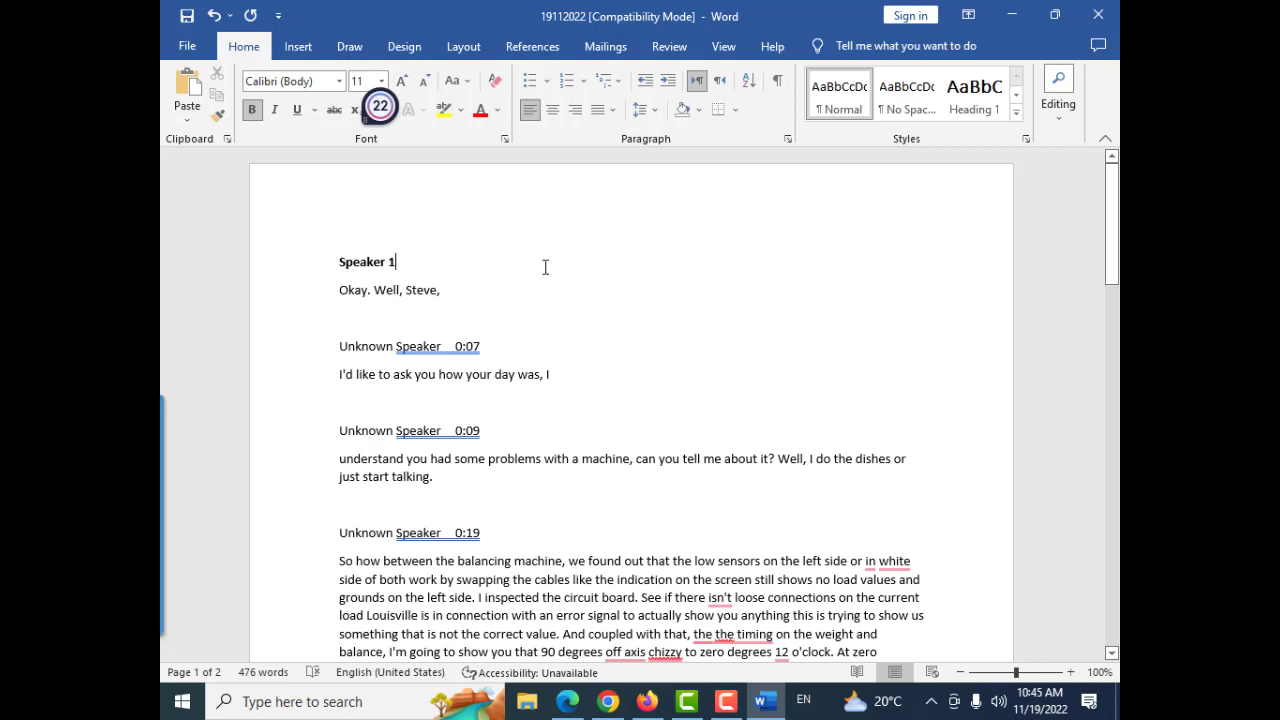 19112022 [Compatibility Mode] - Word
Sign in
File Home Insert Draw Design Layout References Mailings Review View Help Tell me what you want to do
Calibri (Body) 11 A A Aa A
AaBbCcDc AaBbCcDc AaBbC
Paste
B I U abc x 22 A A
¶ Normal ¶ No Spac... Heading 1
Editing
Clipboard Font Paragraph Styles
Speaker 1
Okay. Well, Steve,
Unknown Speaker 0:07
I'd like to ask you how your day was, I
Unknown Speaker 0:09
understand you had some problems with a machine, can you tell me about it? Well, I do the dishes or
just start talking.
Unknown Speaker 0:19
So how between the balancing machine, we found out that the low sensors on the left side or in white
side of both work by swapping the cables like the indication on the screen still shows no load values and
grounds on the left side. I inspected the circuit board. See if there isn't loose connections on the current
load Louisville is in connection with an error signal to actually show you anything this is trying to show us
something that is not the correct value. And coupled with that, the the timing on the weight and
balance, I'm going to show you that 90 degrees off axis chizzy to zero degrees 12 o'clock. At zero
Page 1 of 2 476 words English (United States) Accessibility: Unavailable 100%
Type here to search
EN
20°C
10:45 AM
11/19/2022